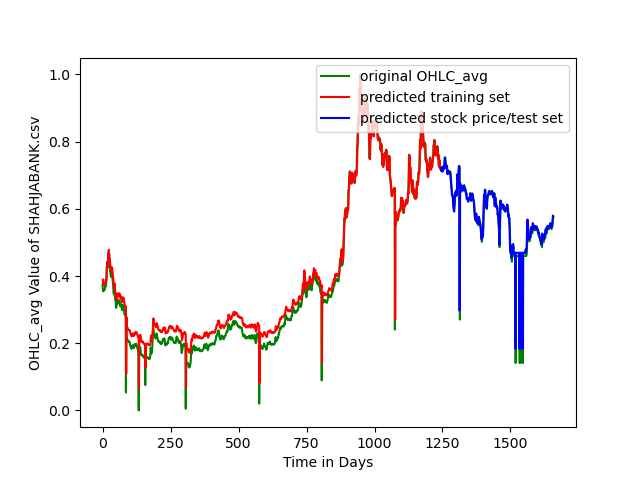 original OHLC_avg
predicted training set
predicted stock price/test set
OHLC_avg Value of SHAHJABANK.csv
1.0
0.8
0.6
0.4
0.2
0.0
0
250
500
750
1000
1250
1500
Time in Days